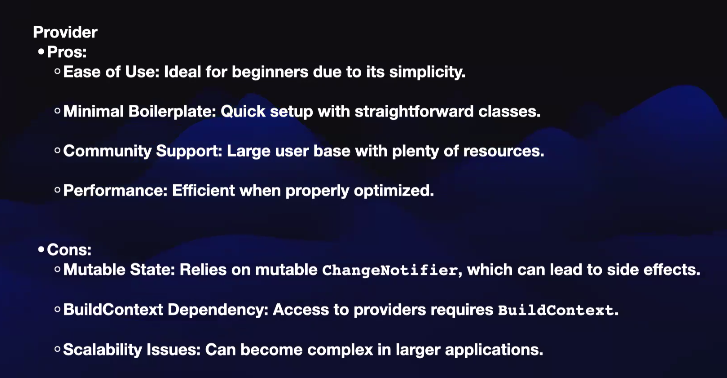 Provider
•Pros:
◦Ease of Use: Ideal for beginners due to its simplicity.
◦Minimal Boilerplate: Quick setup with straightforward classes.
◦Community Support: Large user base with plenty of resources.
◦Performance: Efficient when properly optimized.
•Cons:
◦Mutable State: Relies on mutable ChangeNotifier, which can lead to side effects.
◦BuildContext Dependency: Access to providers requires BuildContext.
◦Scalability Issues: Can become complex in larger applications.